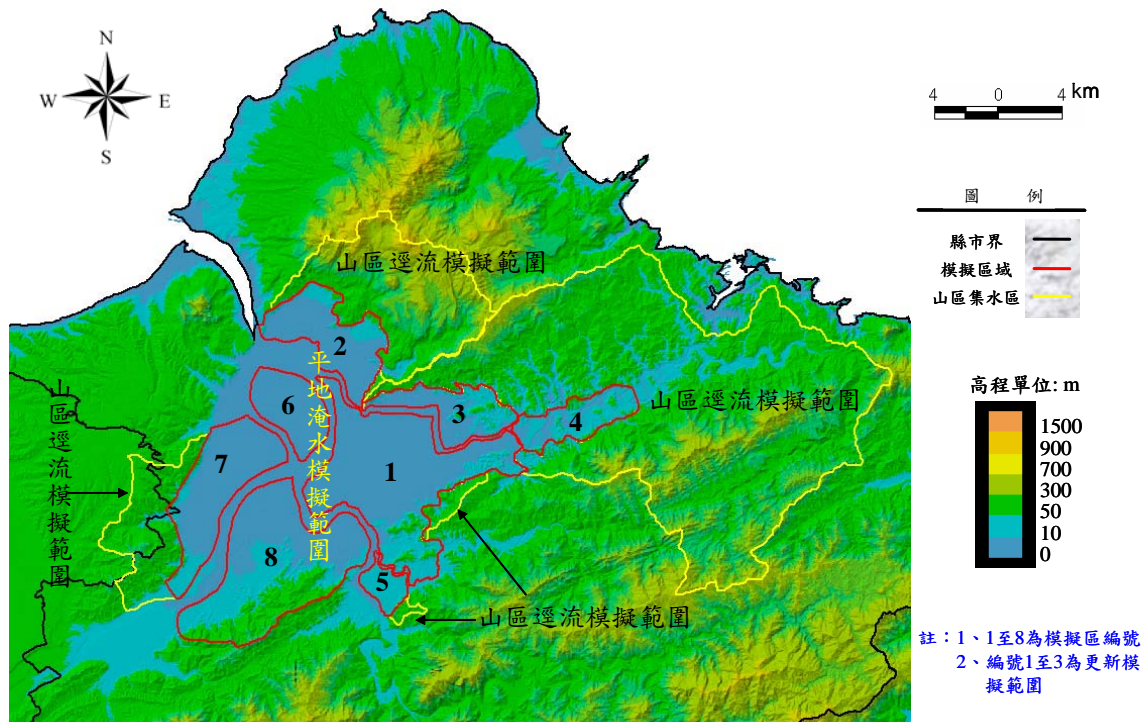 N
W E
S
4 0 4 km
圖 例
縣市界
模擬區域
山區集水區
山區逕流模擬範圍
2
平地淹水模擬範圍
6
3
4
山區逕流模擬範圍
7
1
山區逕流模擬範圍
8
5
山區逕流模擬範圍
高程單位: m
1500
900
700
300
50
10
0
註：1、1至8為模擬區編號
2、編號1至3為更新模
擬範圍